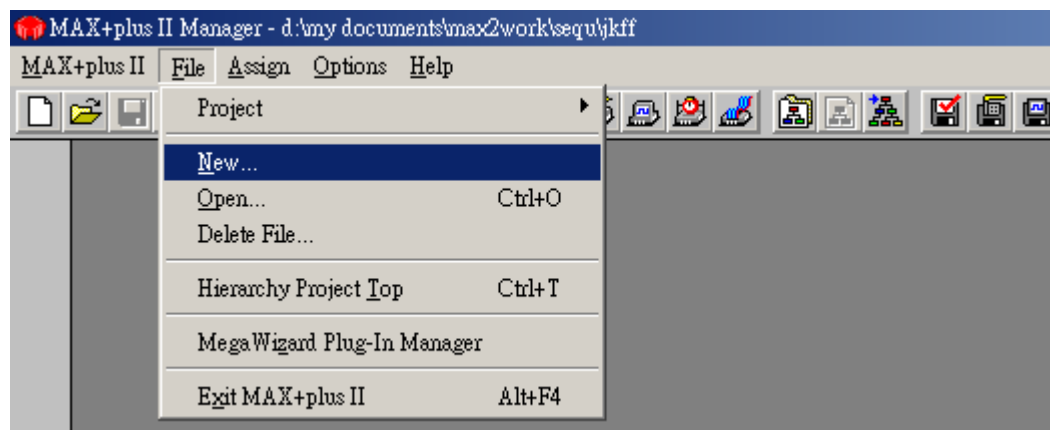 MAX+plus II Manager - d:\my documents\max2work\sequ\jkff
MAX+plus II File Assign Options Help
Project
New...
Open... Ctrl+O
Delete File...
Hierarchy Project Top Ctrl+T
MegaWizard Plug-In Manager
Exit MAX+plus II Alt+F4